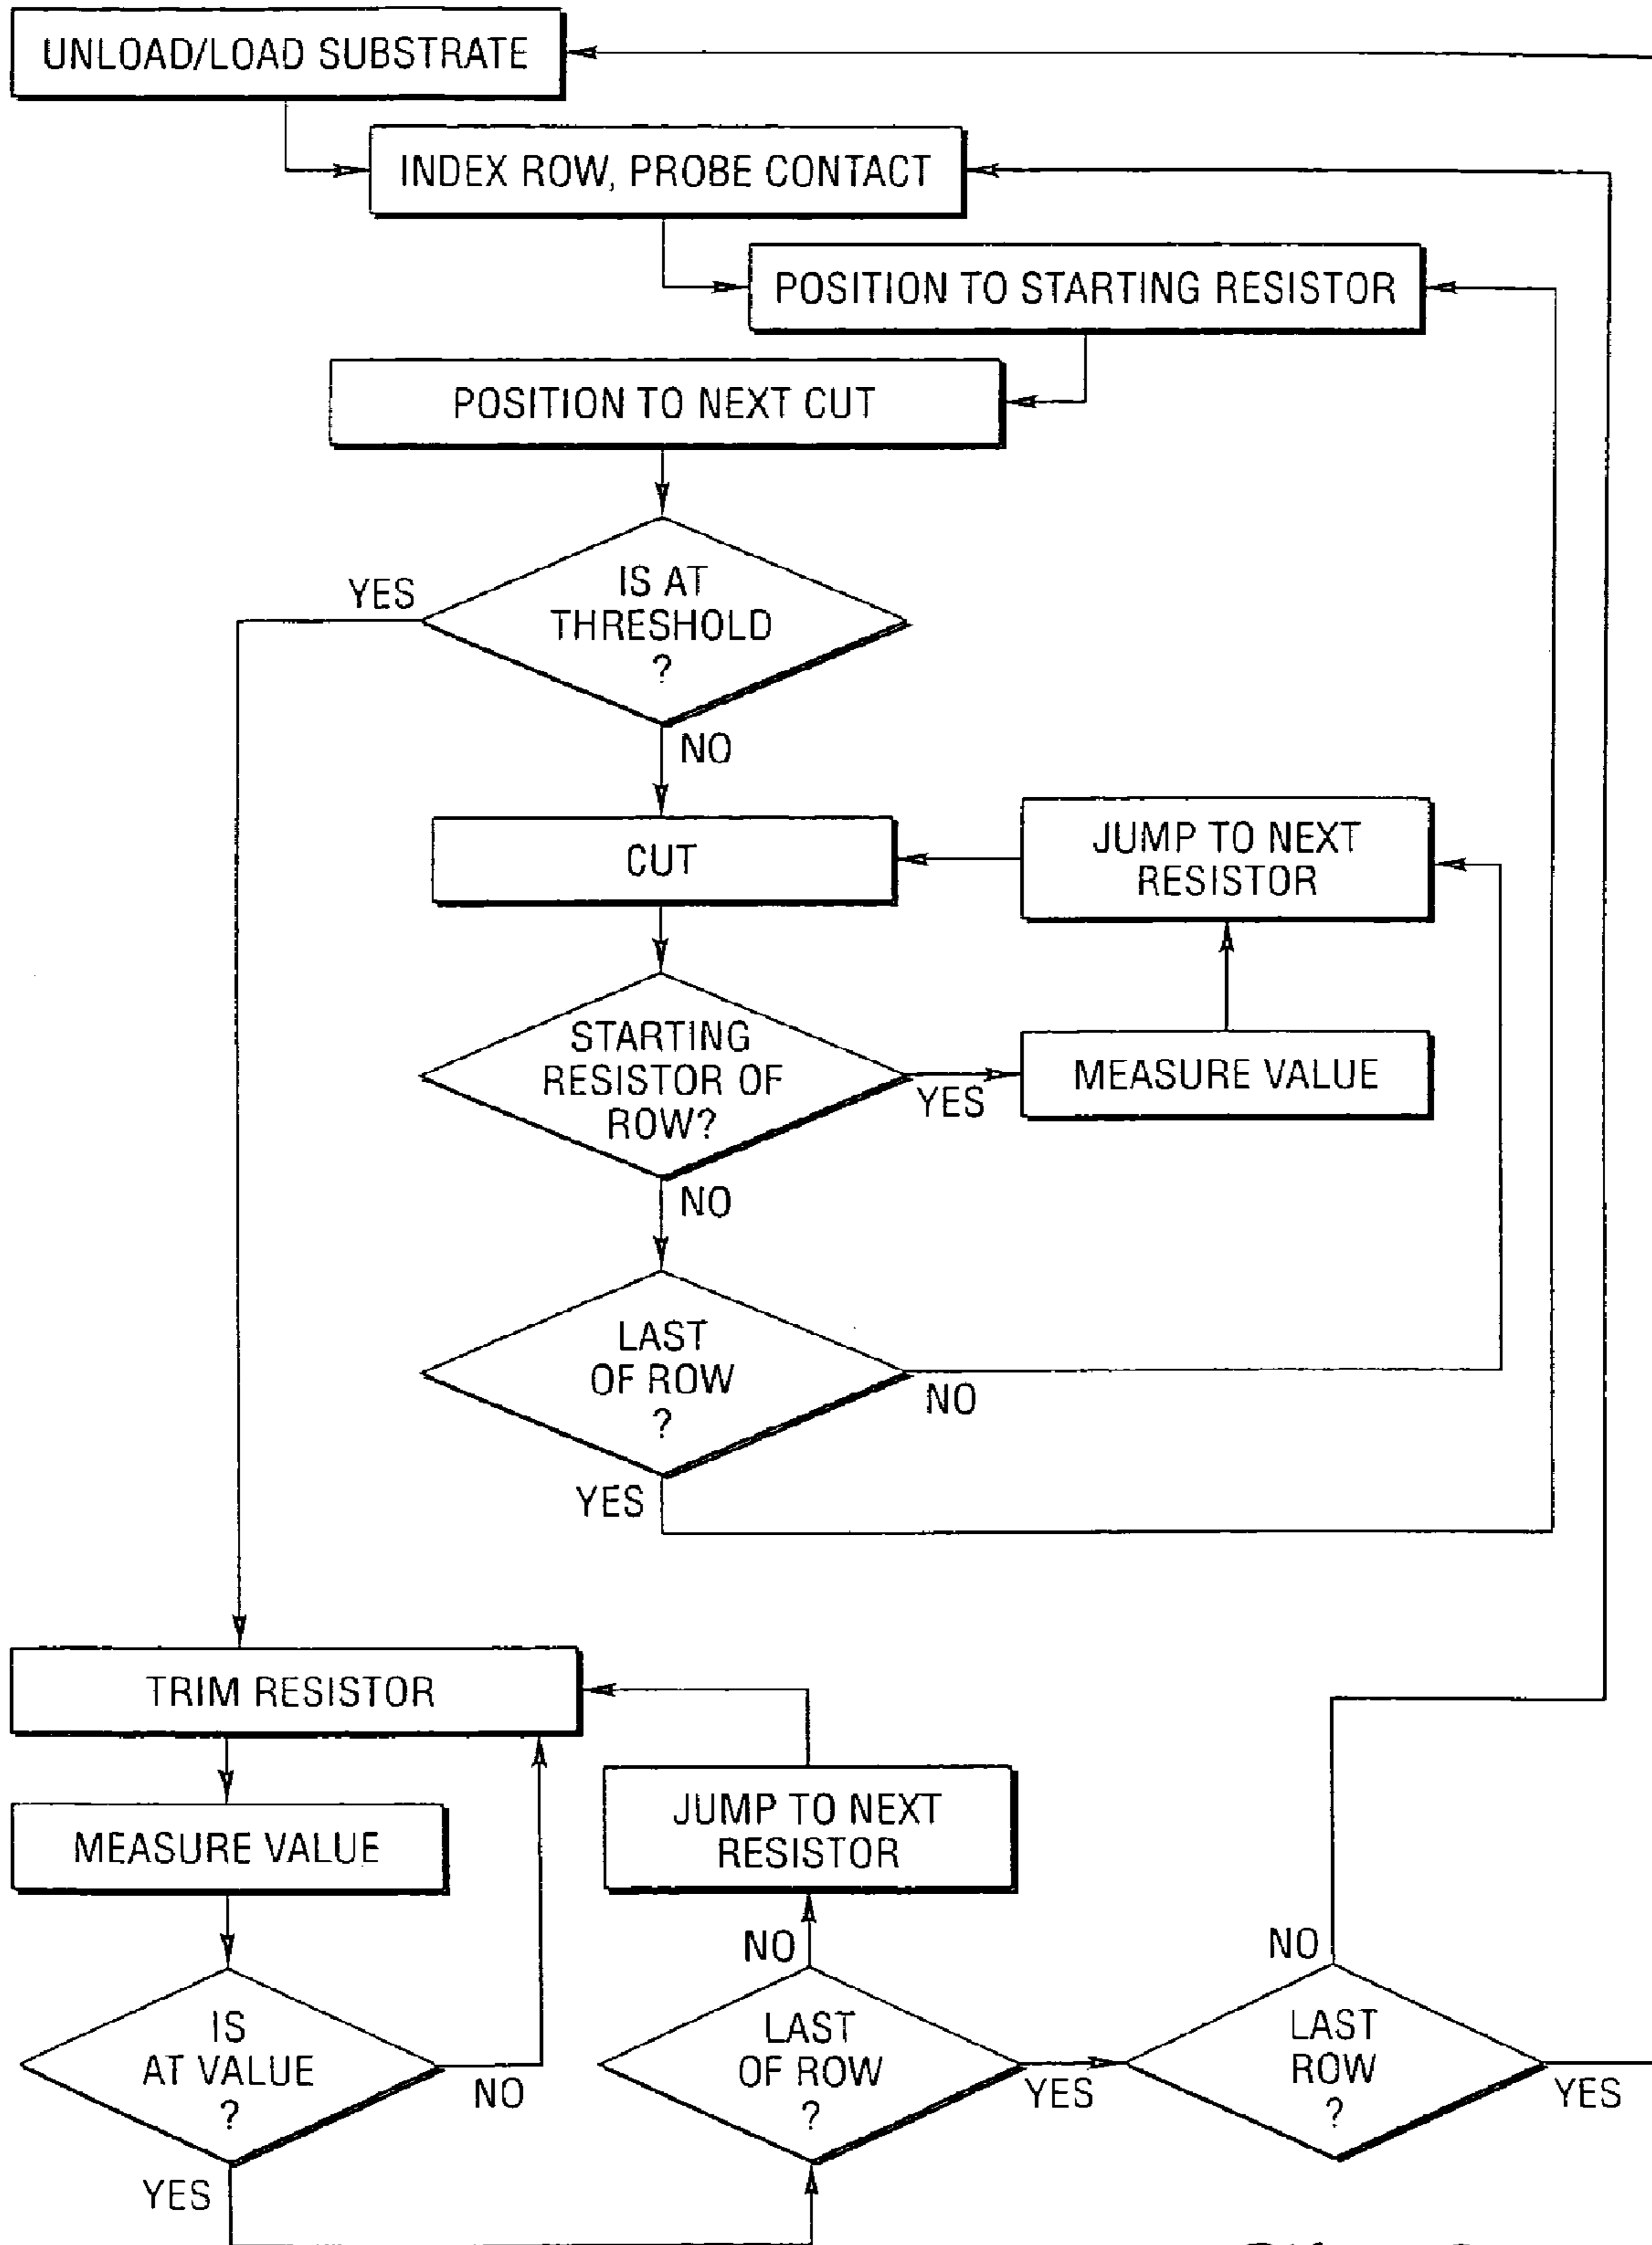 UNLOAD/LOAD SUBSTRATE
INDEX ROW, PROBE CONTACT
POSITION TO STARTING RESISTOR
POSITION TO NEXT CUT
YES
IS AT
THRESHOLD
?
NO
CUT
JUMP TO NEXT
RESISTOR
STARTING
RESISTOR OF
ROW?
YES
MEASURE VALUE
NO
LAST
OF ROW
?
NO
YES
TRIM RESISTOR
MEASURE VALUE
JUMP TO NEXT
RESISTOR
IS
AT VALUE
?
NO
YES
NO
LAST
OF ROW
?
YES
NO
LAST
ROW
?
YES